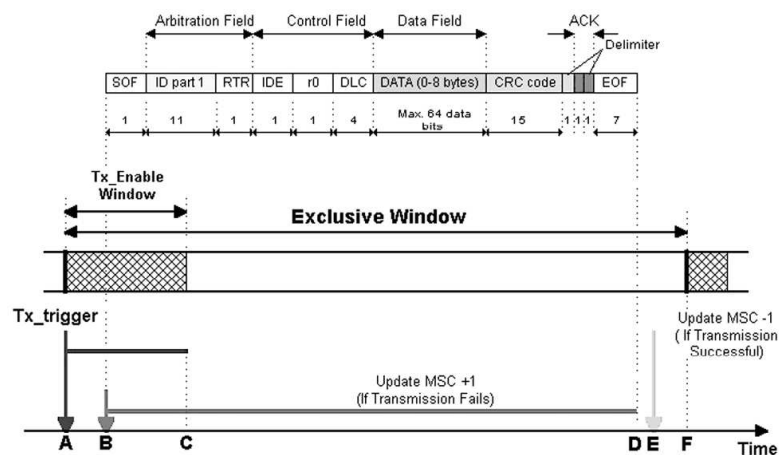 Arbitration Field Control Field Data Field ACK
Delimiter
SOF ID part 1 RTR IDE r0 DLC DATA (0-8 bytes) CRC code EOF
1 11 1 1 1 4 Max. 64 data bits 15 1 1 1 7
Tx_Enable
Window
Exclusive Window
Tx_trigger
Update MSC -1
( If Transmission
Successful)
Update MSC +1
(If Transmission Fails)
A B C D E F
Time